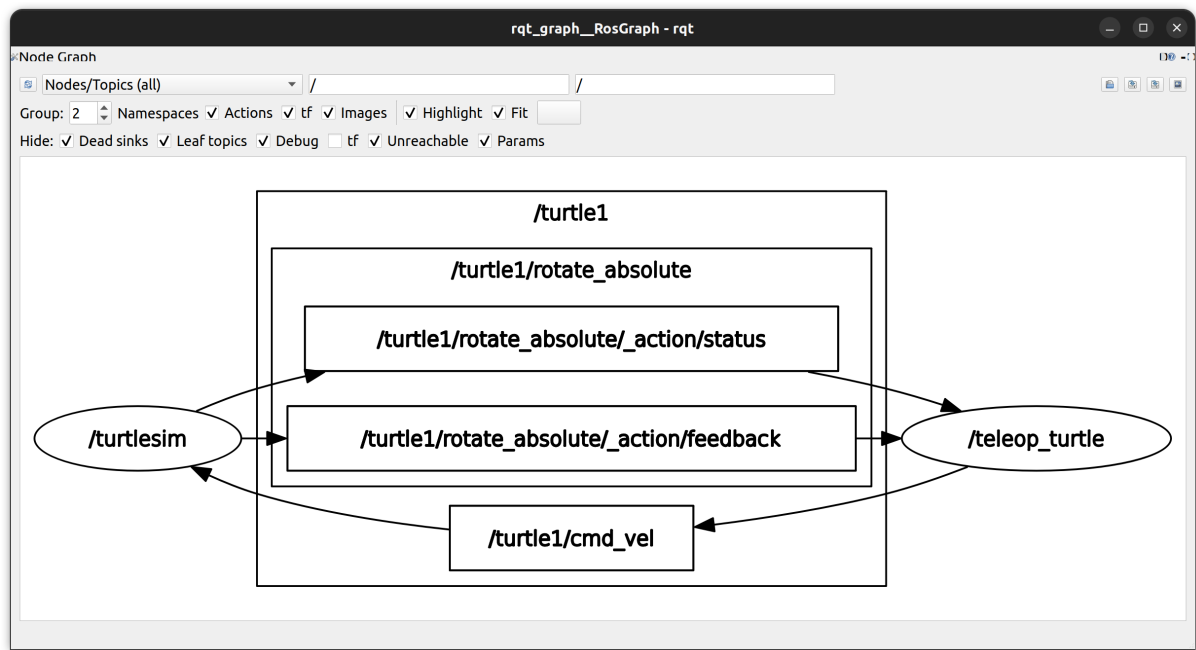 rqt_graph__RosGraph - rqt
Node Graph
Nodes/Topics (all) / /
Group: 2 Namespaces Actions tf Images Highlight Fit
Hide: Dead sinks Leaf topics Debug tf Unreachable Params
/turtle1
/turtle1/rotate_absolute
/turtle1/rotate_absolute/_action/status
/turtlesim
/turtle1/rotate_absolute/_action/feedback
/teleop_turtle
/turtle1/cmd_vel